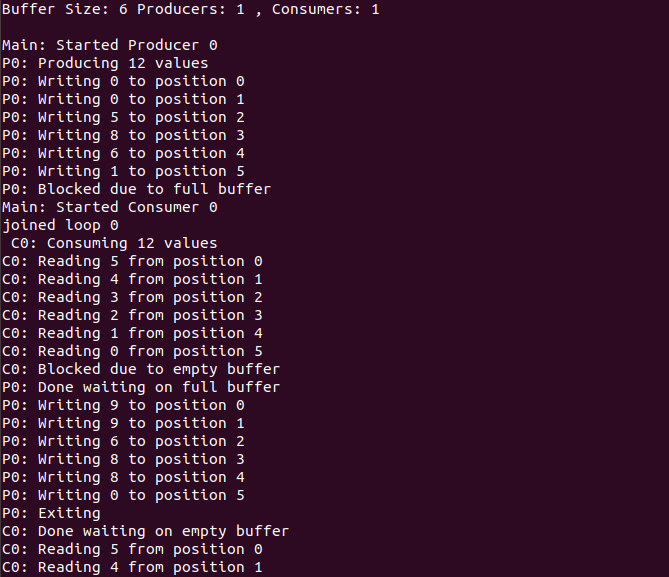 Buffer Size: 6 Producers: 1 , Consumers: 1
Main: Started Producer 0
P0: Producing 12 values
P0: Writing 0 to position 0
P0: Writing 0 to position 1
P0: Writing 5 to position 2
P0: Writing 8 to position 3
P0: Writing 6 to position 4
P0: Writing 1 to position 5
P0: Blocked due to full buffer
Main: Started Consumer 0
joined loop 0
C0: Consuming 12 values
C0: Reading 5 from position 0
C0: Reading 4 from position 1
C0: Reading 3 from position 2
C0: Reading 2 from position 3
C0: Reading 1 from position 4
C0: Reading 0 from position 5
C0: Blocked due to empty buffer
P0: Done waiting on full buffer
P0: Writing 9 to position 0
P0: Writing 9 to position 1
P0: Writing 6 to position 2
P0: Writing 8 to position 3
P0: Writing 8 to position 4
P0: Writing 0 to position 5
P0: Exiting
C0: Done waiting on empty buffer
C0: Reading 5 from position 0
C0: Reading 4 from position 1